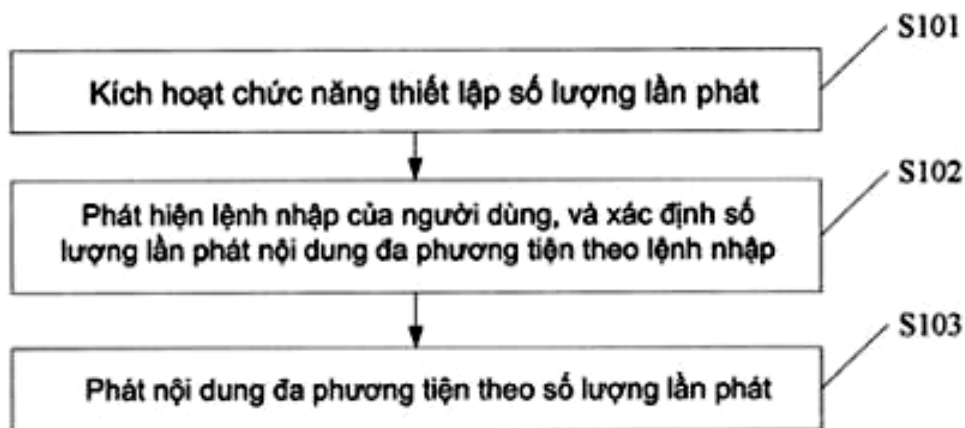 S101
Kích hoạt chức năng thiết lập số lượng lần phát
S102
Phát hiện lệnh nhập của người dùng, và xác định số
lượng lần phát nội dung đa phương tiện theo lệnh nhập
S103
Phát nội dung đa phương tiện theo số lượng lần phát